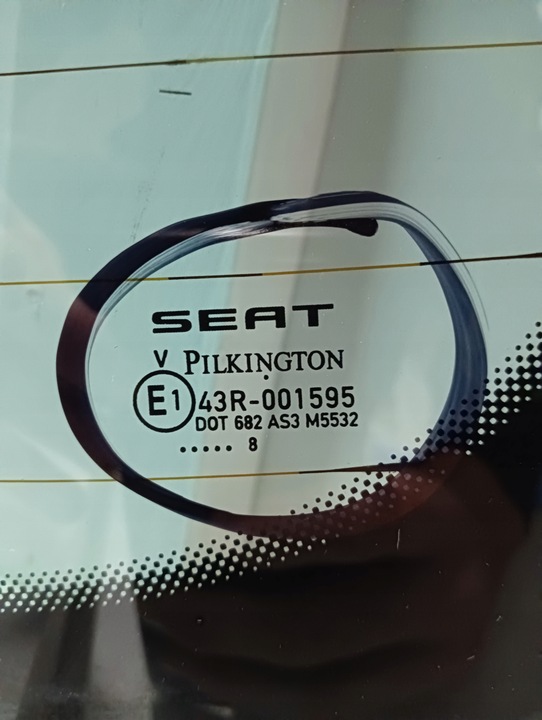 SEAT
V PILKINGTON
E1 43R-001595
DOT 682 AS3 M5532
..... 8